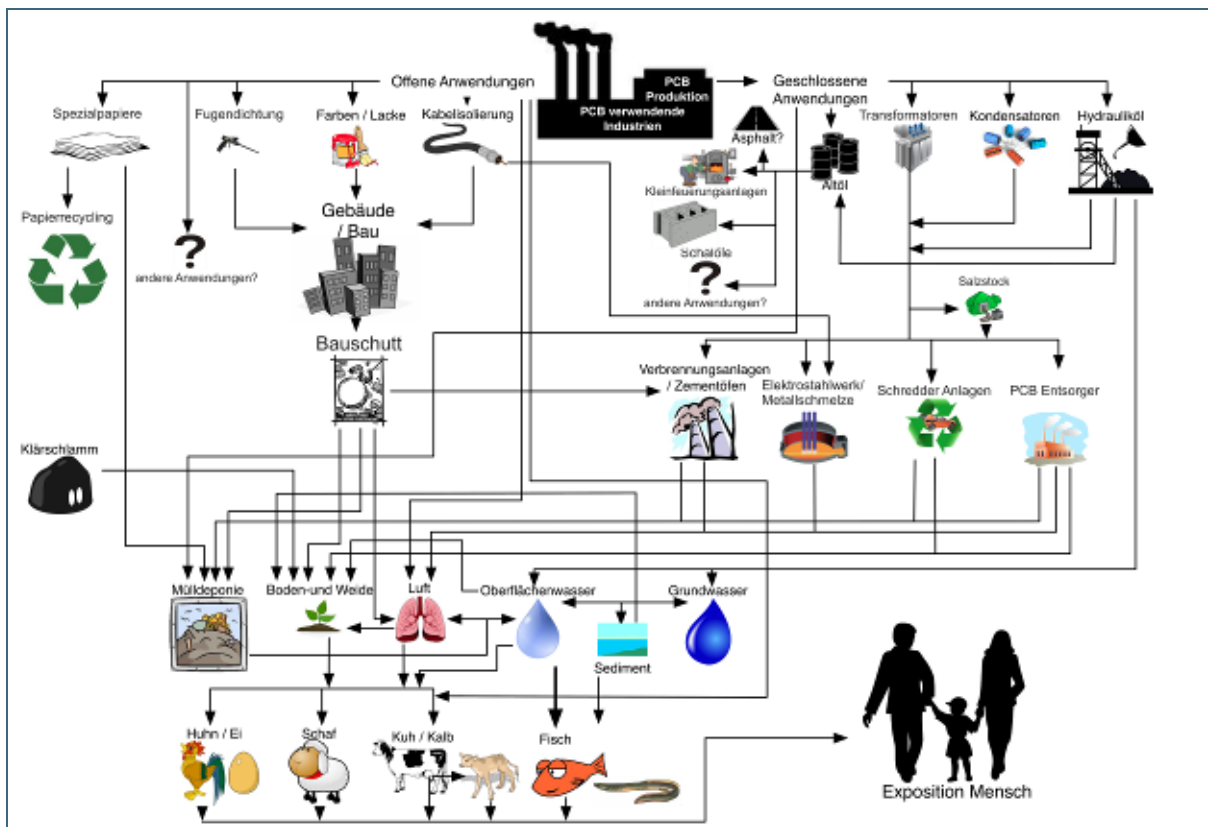 Offene Anwendungen
PCB
Produktion
PCB verwendende
Industrien
Geschlossene
Anwendungen
Spezialpapiere
Fugendichtung
Farben / Lacke
Kabelisolierung
Asphalt?
Transformatoren
Kondensatoren
Hydrauliköl
Kleinfeuerungsanlagen
Altöl
Papierrecycling
Gebäude
/ Bau
Schalöle
?
andere Anwendungen?
?
andere Anwendungen?
Salzstock
Bauschutt
Verbrennungsanlagen
/ Zementöfen
Elektrostahlwerk/
Metallschmelze
Schredder Anlagen
PCB Entsorger
Klärschlamm
Mülldeponie
Boden-und Weide
Luft
Oberflächenwasser
Grundwasser
Sediment
Huhn / Ei
Schaf
Kuh / Kalb
Fisch
Exposition Mensch